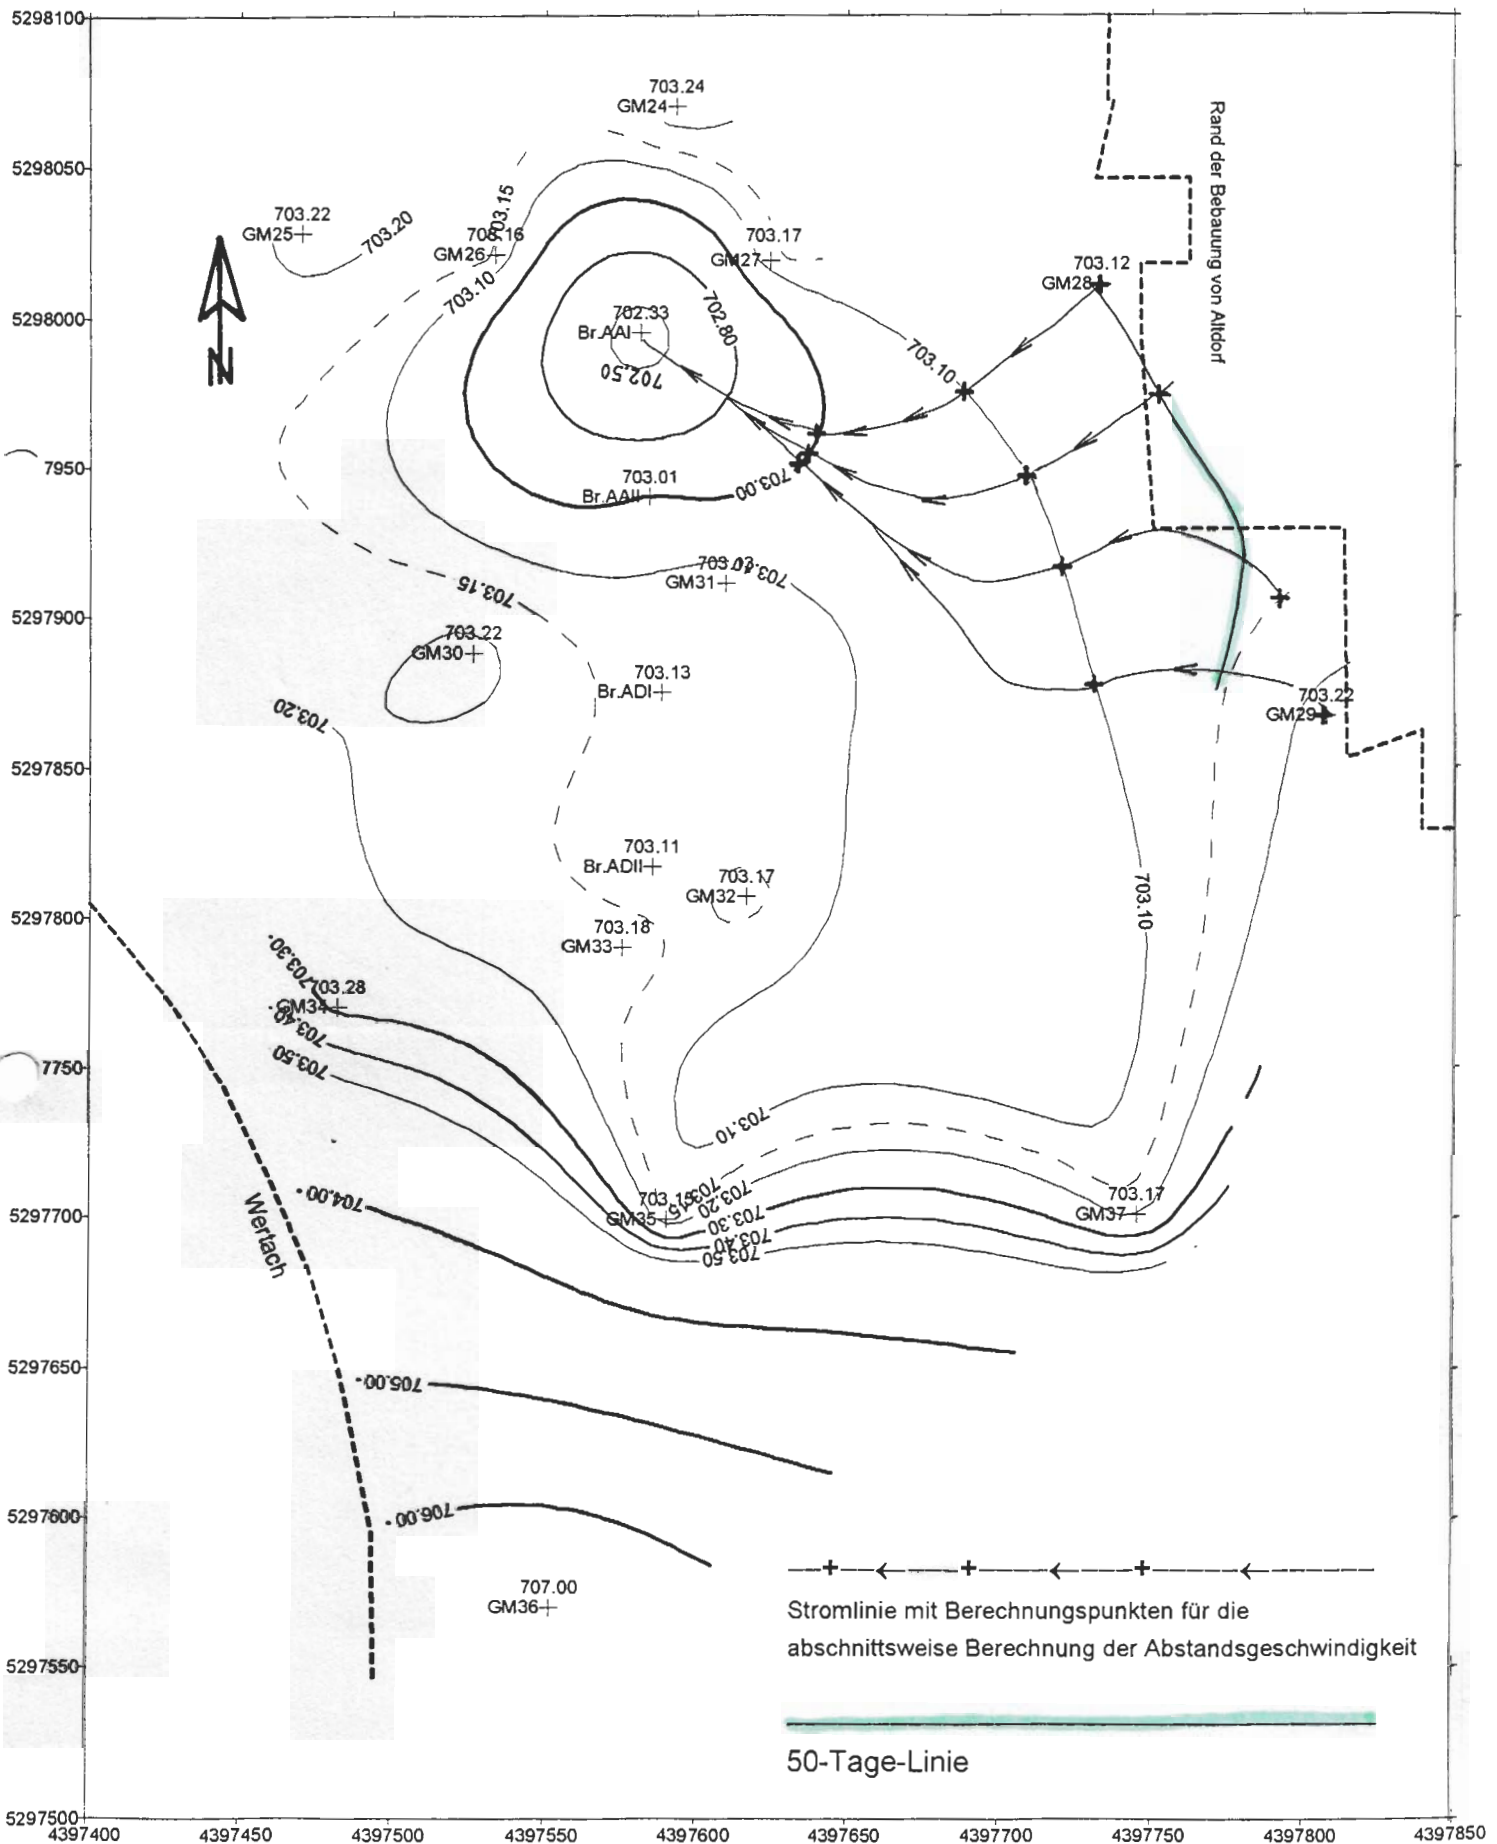 5298100
703.24
GM24
5298050
Rand der Bebauung von Altdorf
703.22
GM25
703.20
703.15
703.16
GM26
703.17
GM27
703.10
703.12
GM28
5298000
702.33
Br.AAI
702.80
702.50
703.10
N
7950
703.01
Br.AAII
703.00
GM31
703.10
703.15
5297900
703.22
GM30
703.13
Br.ADI
703.22
GM29
703.20
5297850
703.11
Br.ADII
703.17
GM32
703.10
5297800
703.18
GM33
703.30
703.28
GM34
703.40
703.50
7750
703.10
703.15
703.20
703.30
703.40
703.50
GM35
703.17
GM37
704.00
5297700
Wertach
5297650
705.00
5297600
706.00
707.00
GM36
Stromlinie mit Berechnungspunkten für die
abschnittsweise Berechnung der Abstandsgeschwindigkeit
5297550
50-Tage-Linie
5297500
4397400 4397450 4397500 4397550 4397600 4397650 4397700 4397750 4397800 4397850